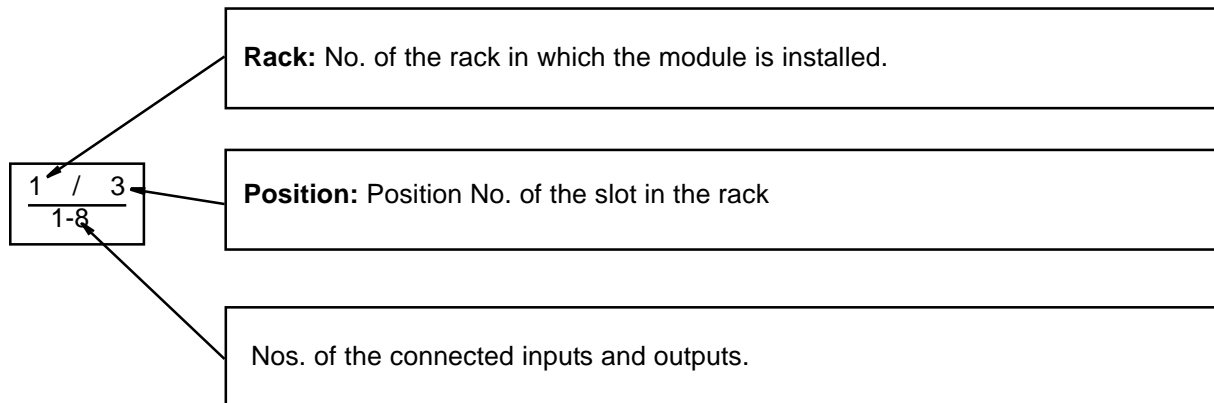 Rack: No. of the rack in which the module is installed.
1 / 3
1-8
Position: Position No. of the slot in the rack
Nos. of the connected inputs and outputs.